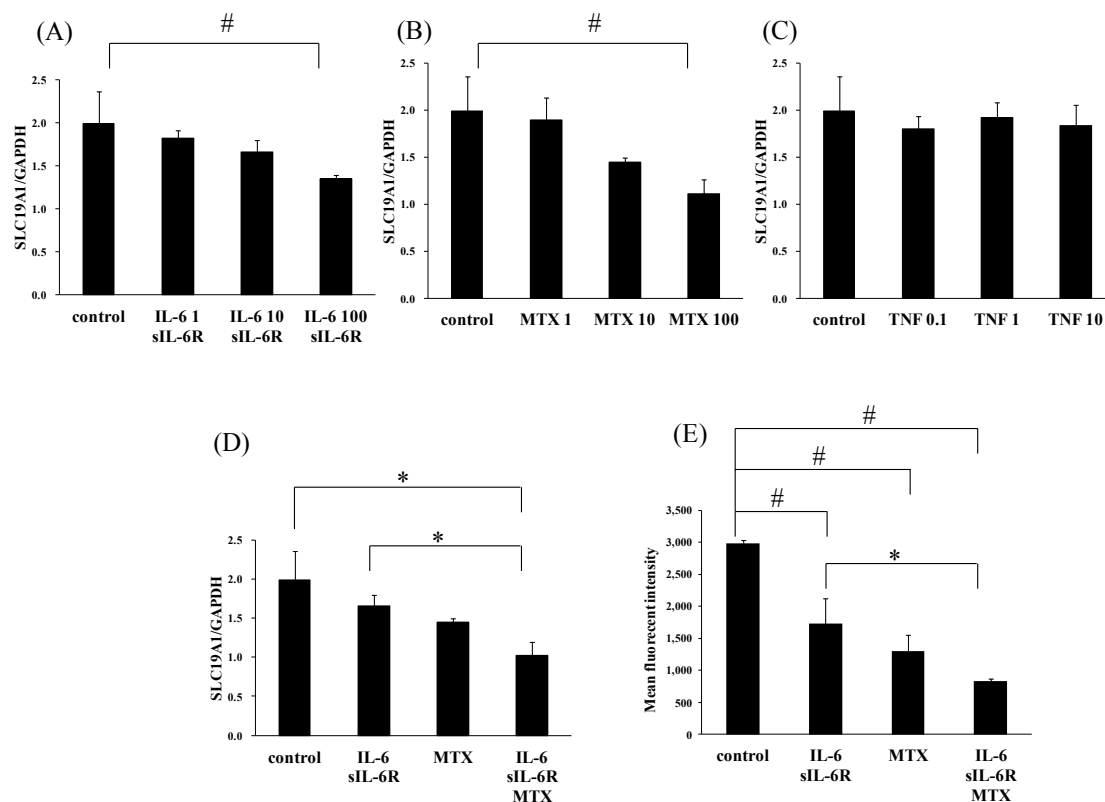 (A)
#
SLC19A1/GAPDH
2.5
2.0
1.5
1.0
0.5
0.0
control
IL-6 1
sIL-6R
IL-6 10
sIL-6R
IL-6 100
sIL-6R
(B)
#
SLC19A1/GAPDH
2.5
2.0
1.5
1.0
0.5
0.0
control
MTX 1
MTX 10
MTX 100
(C)
SLC19A1/GAPDH
2.5
2.0
1.5
1.0
0.5
0.0
control
TNF 0.1
TNF 1
TNF 10
(D)
*
*
SLC19A1/GAPDH
2.5
2.0
1.5
1.0
0.5
0.0
control
IL-6
sIL-6R
MTX
IL-6
sIL-6R
MTX
(E)
#
#
#
*
Mean fluorecent intensity
3,500
3,000
2,500
2,000
1,500
1,000
500
0
control
IL-6
sIL-6R
MTX
IL-6
sIL-6R
MTX